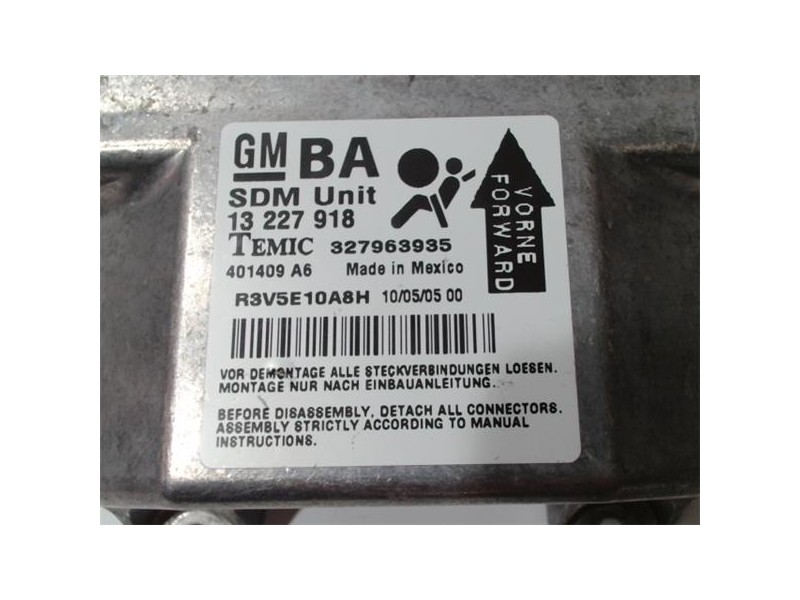 GM BA
SDM Unit
13 227 918
TEMIC 327963935
401409 A6 Made in Mexico
R3V5E10A8H 10/05/05 00
VORNE
FORWARD
VOR DEMONTAGE ALLE STECKVERBINDUNGEN LOESEN.
MONTAGE NUR NACH EINBAUANLEITUNG.
BEFORE DISASSEMBLY, DETACH ALL CONNECTORS.
ASSEMBLY STRICTLY ACCORDING TO MANUAL
INSTRUCTIONS.